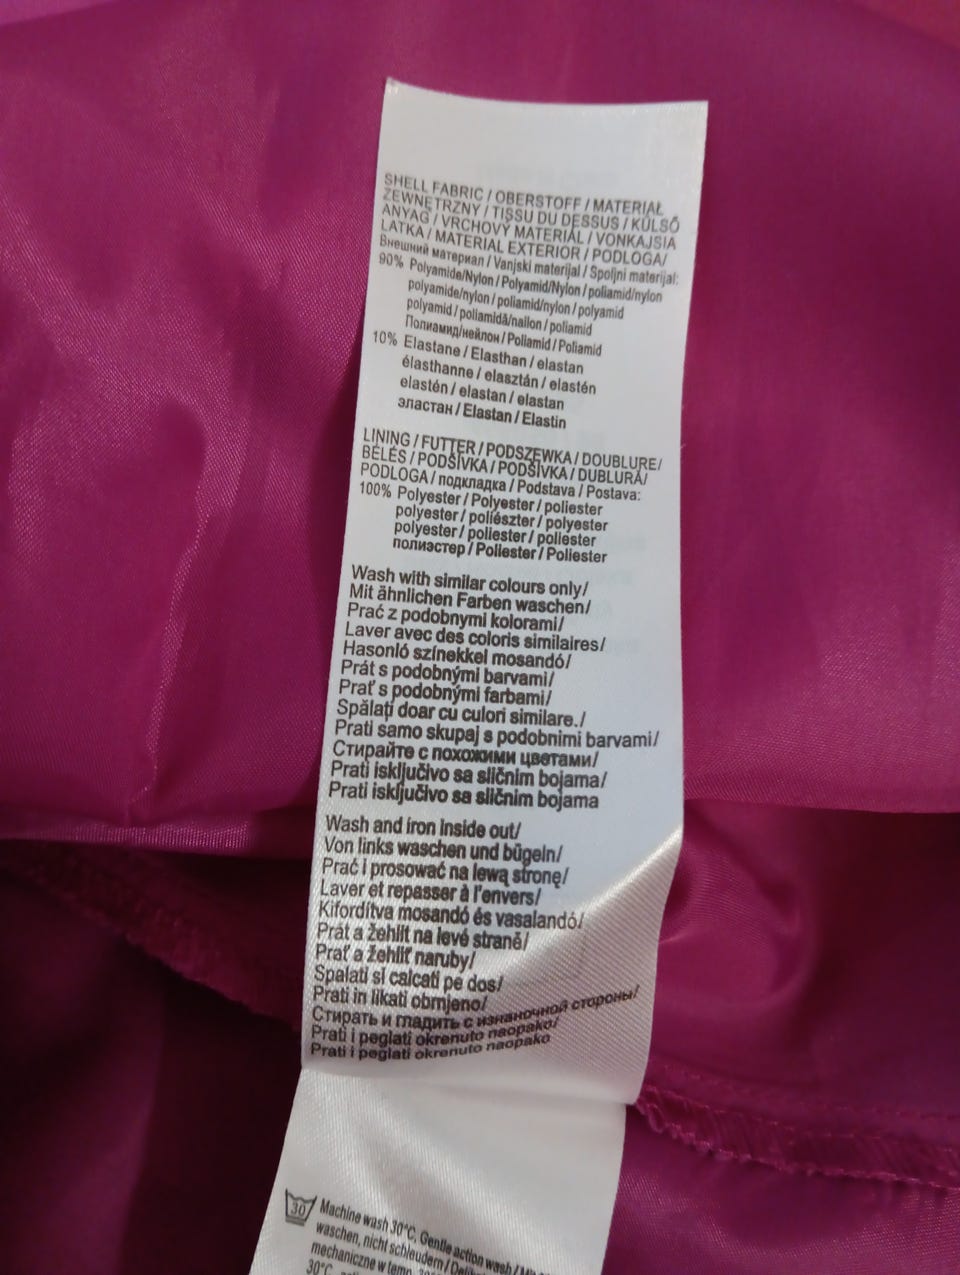 SHELL FABRIC / OBERSTOFF / MATERIAŁ
ZEWNĘTRZNY / TISSU DU DESSUS / KÜLSŐ
ANYAG / VRCHOVÝ MATERIÁL / VONKAJSIA
LATKA / MATERIAL EXTERIOR / PODLOGA/
Внешний материал / Vanjski materijal / Spoljni materijal:
90% Polyamide/Nylon / Polyamid/Nylon / poliamid/nylon
polyamide/nylon / poliamid/nylon / polyamid
polyamid / poliamidă/nailon / poliamid
Полиамид/нейлон / Poliamid / Poliamid
10% Elastane / Elasthan / elastan
élasthanne / elasztán / elastén
elastén / elastan / elastan
эластан / Elastan / Elastin
LINING / FUTTER / PODSZEWKA / DOUBLURE/
BÉLÉS / PODŠÍVKA / PODŠÍVKA / DUBLURĂ/
PODLOGA / подкладка / Podstava / Postava:
100% Polyester / Polyester / poliester
polyester / poliészter / polyester
polyester / poliester / poliester
полиэстер / Poliester / Poliester
Wash with similar colours only/
Mit ähnlichen Farben waschen/
Prać z podobnymi kolorami/
Laver avec des coloris similaires/
Hasonló színekkel mosandó/
Prát s podobnými barvami/
Prať s podobnými farbami/
Spălați doar cu culori similare./
Prati samo skupaj s podobnimi barvami/
Стирайте с похожими цветами/
Prati isključivo sa sličnim bojama/
Prati isključivo sa sličnim bojama
Wash and iron inside out/
Von links waschen und bügeln/
Prać i prosować na lewą stronę/
Laver et repasser à l'envers/
Kifordítva mosandó és vasalandó/
Prát a žehlit na levé straně/
Prať a žehliť naruby/
Spalati si calcati pe dos/
Prati in likati obrnjeno/
Стирать и гладить с изнаночной стороны/
Prati i peglati okrenuto naopako/
Prati i peglati okrenuto naopako
30 Machine wash 30°C, Gentle action wash /
waschen, nicht schleudern /
mechaniczne w temp.
30°C,